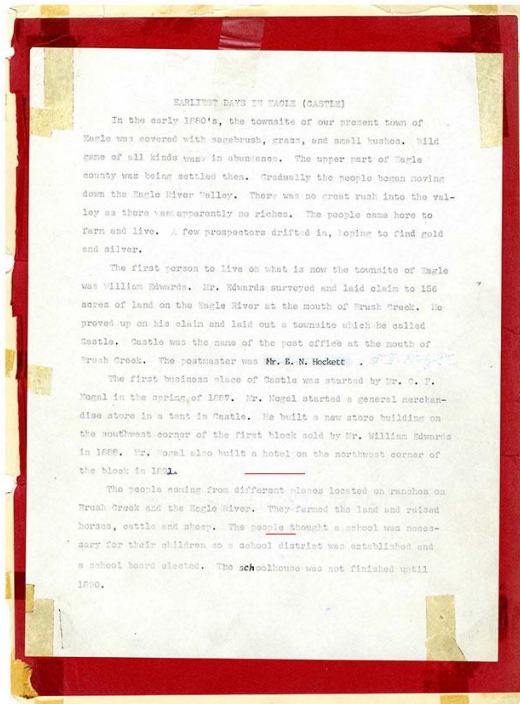 EARLIEST DAYS IN EAGLE (CASTLE)
In the early 1880's, the townsite of our present town of
Eagle was covered with sagebrush, grass, and small bushes. Wild
game of all kinds was in abundance. The upper part of Eagle
county was being settled then. Gradually the people began moving
down the Eagle River Valley. There was no great rush into the val-
ley as there was apparently no riches. The people came here to
farm and live. A few prospectors drifted in, hoping to find gold
and silver.
The first person to live on what is now the townsite of Eagle
was William Edwards. Mr. Edwards surveyed and laid claim to 156
acres of land on the Eagle River at the mouth of Brush Creek. He
proved up on his claim and laid out a townsite which he called
Castle. Castle was the name of the post office at the mouth of
Brush Creek. The postmaster was Mr. E. N. Hockett .
The first business place of Castle was started by Mr. C. F.
Nogal in the spring of 1887. Mr. Nogal started a general merchan-
dise store in a tent in Castle. He built a new store building on
the southwest corner of the first block sold by Mr. William Edwards
in 1888. Mr. Nogal also built a hotel on the northwest corner of
the block in 1891.
The people coming from different places located on ranches on
Brush Creek and the Eagle River. They farmed the land and raised
horses, cattle and sheep. The people thought a school was neces-
sary for their children so a school district was established and
a school board elected. The schoolhouse was not finished until
1890.